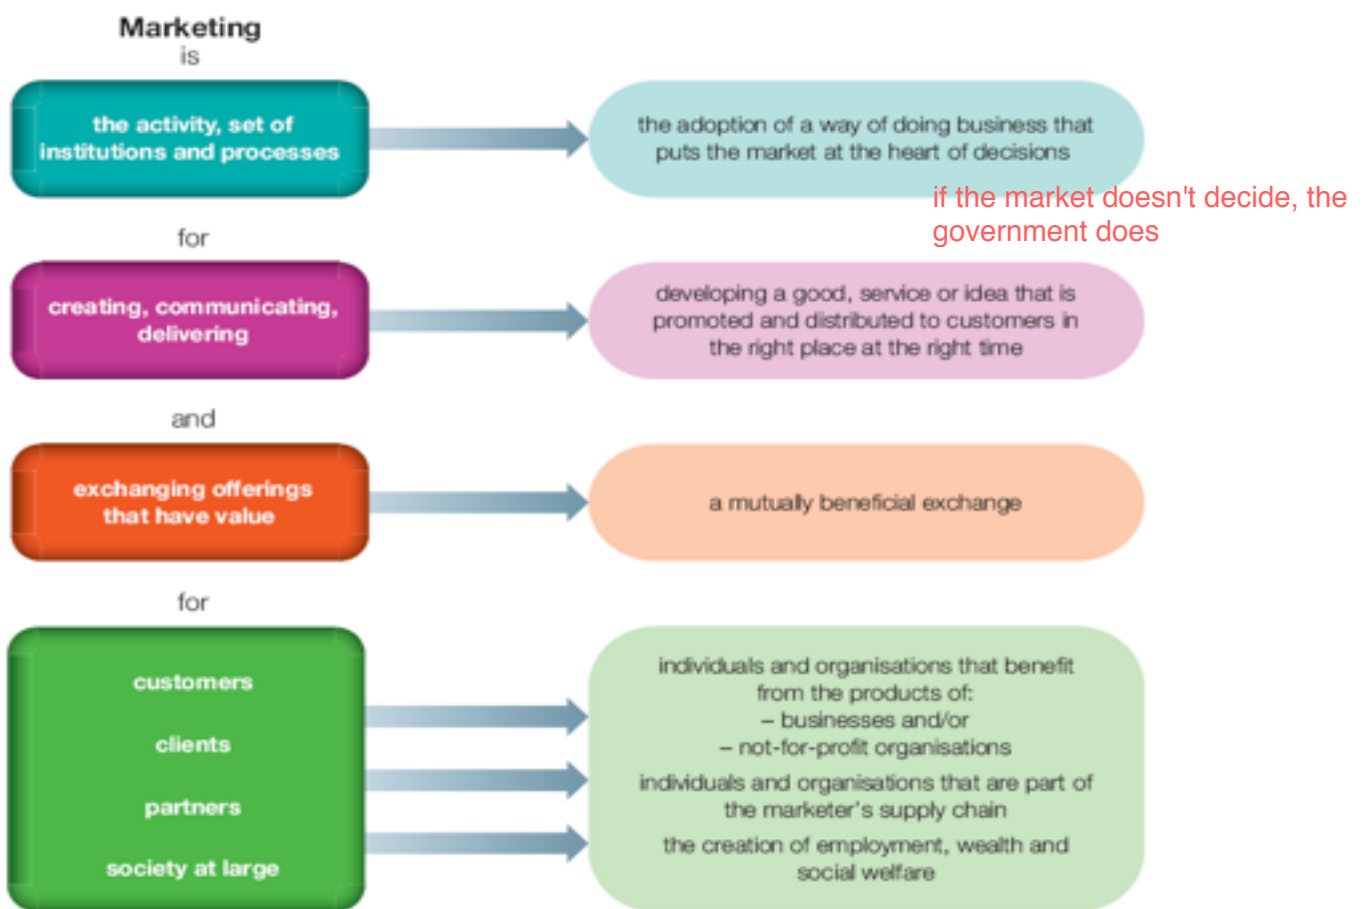 Marketing
is
the activity, set of
institutions and processes
the adoption of a way of doing business that
puts the market at the heart of decisions
if the market doesn't decide, the
government does
for
creating, communicating,
delivering
developing a good, service or idea that is
promoted and distributed to customers in
the right place at the right time
and
exchanging offerings
that have value
a mutually beneficial exchange
for
customers
clients
partners
society at large
individuals and organisations that benefit
from the products of:
– businesses and/or
– not-for-profit organisations
individuals and organisations that are part of
the marketer's supply chain
the creation of employment, wealth and
social welfare